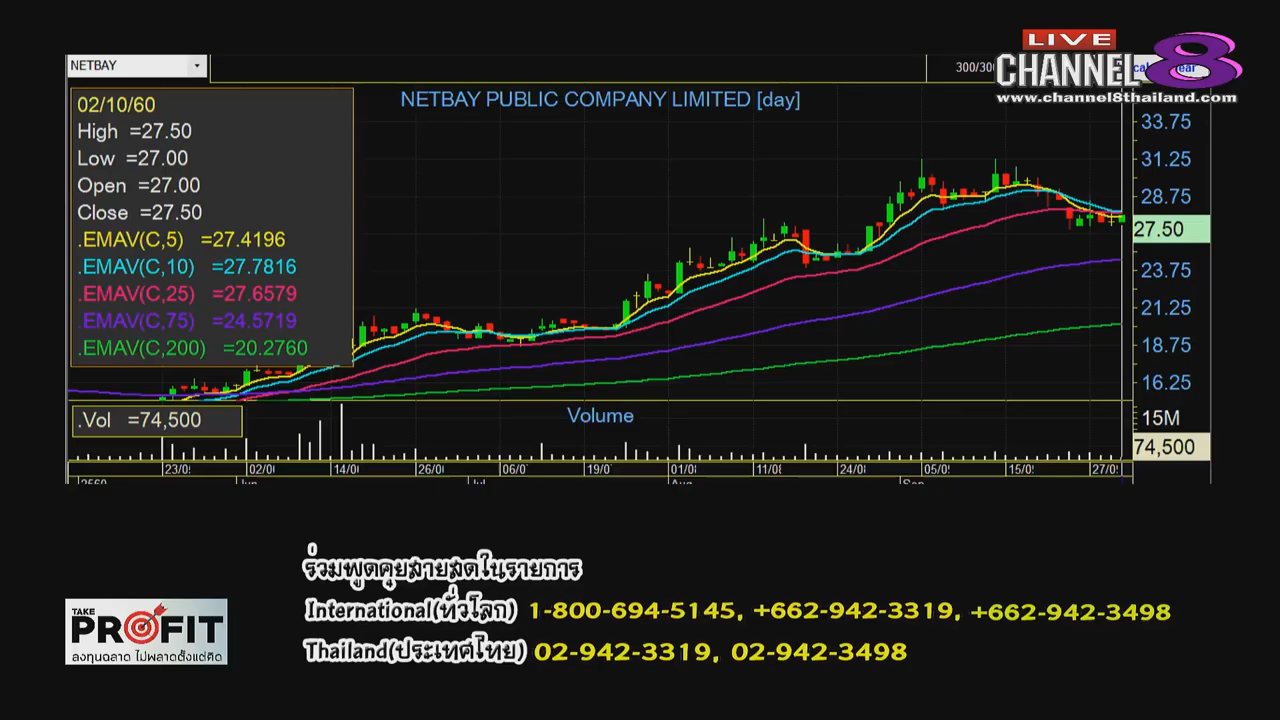 LIVE
CHANNEL 8
www.channel8thailand.com
NETBAY
300/300
02/10/60
High =27.50
Low =27.00
Open =27.00
Close =27.50
.EMAV(C,5) =27.4196
.EMAV(C,10) =27.7816
.EMAV(C,25) =27.6579
.EMAV(C,75) =24.5719
.EMAV(C,200) =20.2760
NETBAY PUBLIC COMPANY LIMITED [day]
33.75
31.25
28.75
27.50
23.75
21.25
18.75
16.25
.Vol =74,500
Volume
15M
74,500
23/0 02/0 14/0 26/0 06/0 19/0 01/0 11/0 24/0 05/0 15/0 27/0
2560 Jun Jul Aug Sep
ร่วมพูดคุยสายสดในรายการ
International(ทั่วโลก) 1-800-694-5145, +662-942-3319, +662-942-3498
Thailand(ประเทศไทย) 02-942-3319, 02-942-3498
TAKE
PROFIT
ลงทุนฉลาด ไม่พลาดตั้งแต่คิด